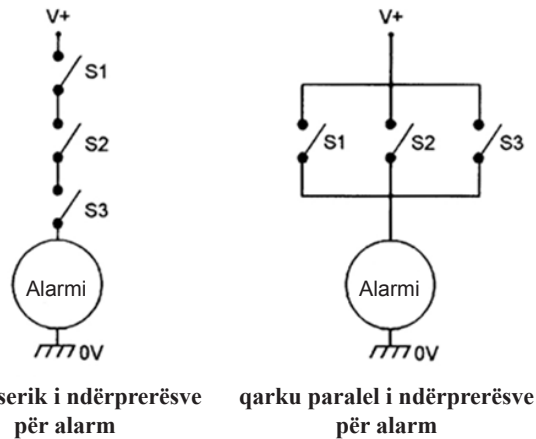 V+
S1
S2
S3
Alarmi
0V
serik i ndërprerësve
për alarm
V+
S1 S2 S3
Alarmi
0V
qarku paralel i ndërprerësve
për alarm